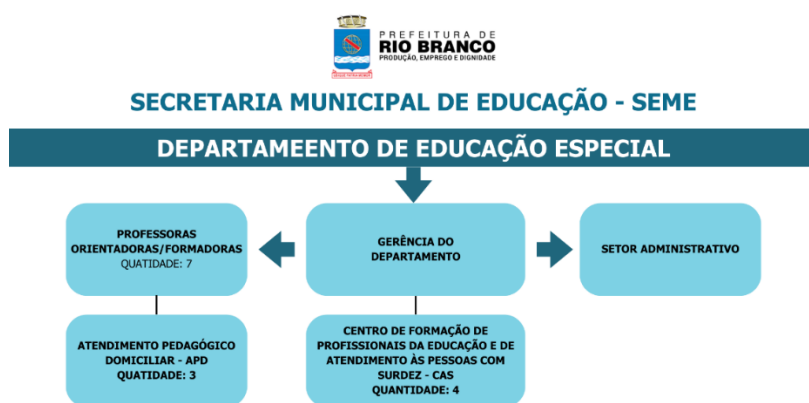 PREFEITURA DE
RIO BRANCO
PRODUÇÃO, EMPREGO E DIGNIDADE
SECRETARIA MUNICIPAL DE EDUCAÇÃO - SEME
DEPARTAMEENTO DE EDUCAÇÃO ESPECIAL
PROFESSORAS
ORIENTADORAS/FORMADORAS
QUATIDADE: 7
GERÊNCIA DO
DEPARTAMENTO
SETOR ADMINISTRATIVO
ATENDIMENTO PEDAGÓGICO
DOMICILIAR - APD
QUATIDADE: 3
CENTRO DE FORMAÇÃO DE
PROFISSIONAIS DA EDUCAÇÃO E DE
ATENDIMENTO ÀS PESSOAS COM
SURDEZ - CAS
QUANTIDADE: 4